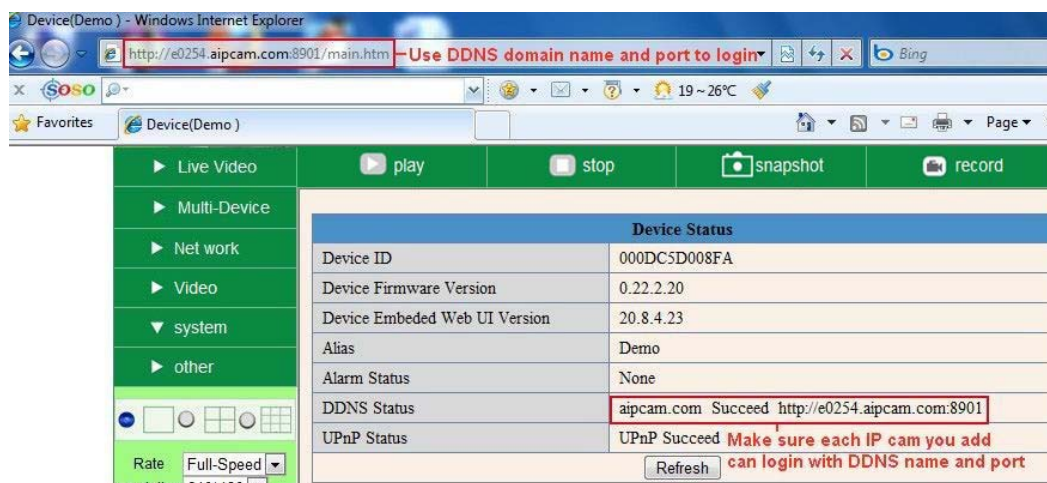 Device(Demo ) - Windows Internet Explorer
http://e0254.aipcam.com:8901/main.htm Use DDNS domain name and port to login Bing
x SOSO 19~26℃
Favorites Device(Demo ) Page
Live Video play stop snapshot record
Multi-Device
Net work
Video
system
other
Device Status
Device ID 000DC5D008FA
Device Firmware Version 0.22.2.20
Device Embeded Web UI Version 20.8.4.23
Alias Demo
Alarm Status None
DDNS Status aipcam.com Succeed http://e0254.aipcam.com:8901
UPnP Status UPnP Succeed
Make sure each IP cam you add
can login with DDNS name and port
Refresh
Rate Full-Speed